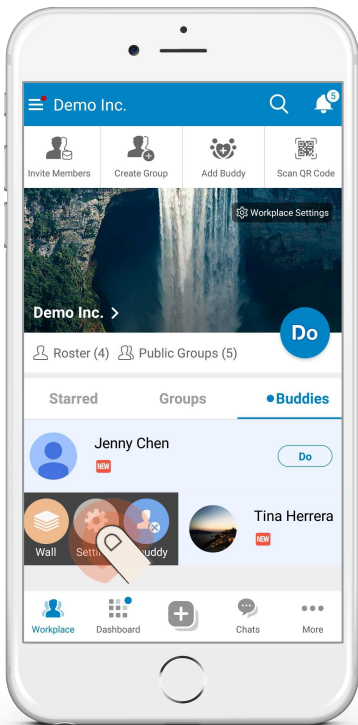 Demo Inc.
5
Invite Members
Create Group
Add Buddy
Scan QR Code
Workplace Settings
Demo Inc. >
Do
Roster (4)
Public Groups (5)
Starred
Groups
Buddies
Jenny Chen
NEW
Do
Tina Herrera
NEW
Wall
Workplace
Dashboard
Chats
More